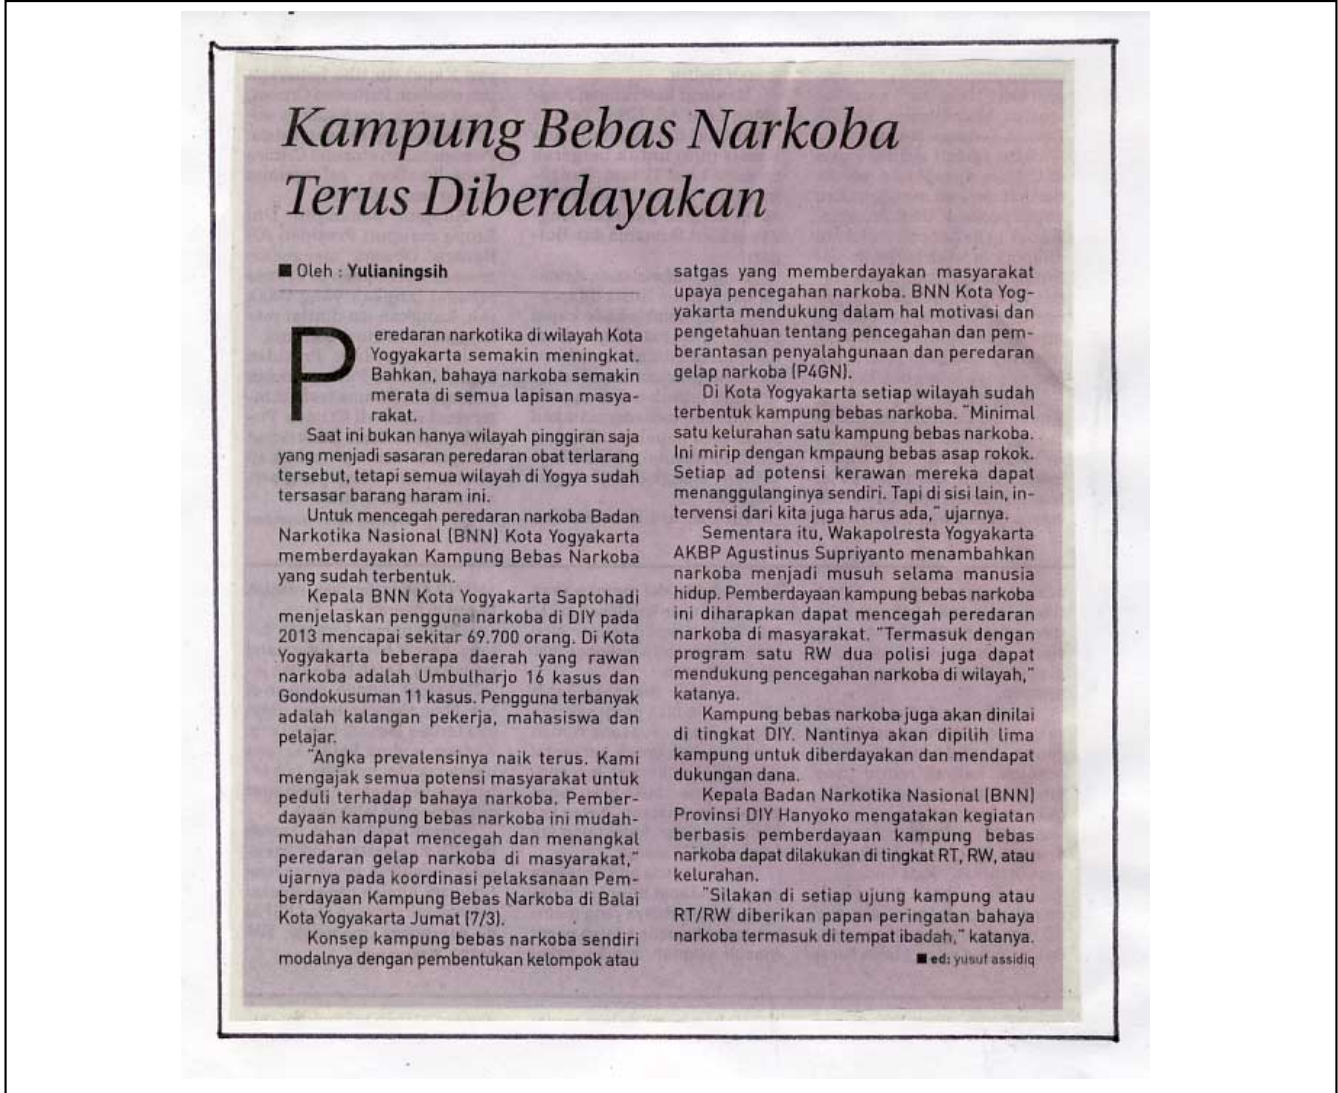 Kampung Bebas Narkoba
Terus Diberdayakan
■ Oleh : Yulianingsih
Peredaran narkotika di wilayah Kota
Yogyakarta semakin meningkat.
Bahkan, bahaya narkoba semakin
merata di semua lapisan masya-
rakat.
Saat ini bukan hanya wilayah pinggiran saja
yang menjadi sasaran peredaran obat terlarang
tersebut, tetapi semua wilayah di Yogya sudah
tersasar barang haram ini.
Untuk mencegah peredaran narkoba Badan
Narkotika Nasional (BNN) Kota Yogyakarta
memberdayakan Kampung Bebas Narkoba
yang sudah terbentuk.
Kepala BNN Kota Yogyakarta Saptohadi
menjelaskan pengguna narkoba di DIY pada
2013 mencapai sekitar 69.700 orang. Di Kota
Yogyakarta beberapa daerah yang rawan
narkoba adalah Umbulharjo 16 kasus dan
Gondokusuman 11 kasus. Pengguna terbanyak
adalah kalangan pekerja, mahasiswa dan
pelajar.
"Angka prevalensinya naik terus. Kami
mengajak semua potensi masyarakat untuk
peduli terhadap bahaya narkoba. Pember-
dayaan kampung bebas narkoba ini mudah-
mudahan dapat mencegah dan menangkal
peredaran gelap narkoba di masyarakat,"
ujarnya pada koordinasi pelaksanaan Pem-
berdayaan Kampung Bebas Narkoba di Balai
Kota Yogyakarta Jumat (7/3).
Konsep kampung bebas narkoba sendiri
modalnya dengan pembentukan kelompok atau
satgas yang memberdayakan masyarakat
upaya pencegahan narkoba. BNN Kota Yog-
yakarta mendukung dalam hal motivasi dan
pengetahuan tentang pencegahan dan pem-
berantasan penyalahgunaan dan peredaran
gelap narkoba (P4GN).
Di Kota Yogyakarta setiap wilayah sudah
terbentuk kampung bebas narkoba. "Minimal
satu kelurahan satu kampung bebas narkoba.
Ini mirip dengan kmpaung bebas asap rokok.
Setiap ad potensi kerawan mereka dapat
menanggulanginya sendiri. Tapi di sisi lain, in-
tervensi dari kita juga harus ada," ujarnya.
Sementara itu, Wakapolresta Yogyakarta
AKBP Agustinus Supriyanto menambahkan
narkoba menjadi musuh selama manusia
hidup. Pemberdayaan kampung bebas narkoba
ini diharapkan dapat mencegah peredaran
narkoba di masyarakat. "Termasuk dengan
program satu RW dua polisi juga dapat
mendukung pencegahan narkoba di wilayah,"
katanya.
Kampung bebas narkoba juga akan dinilai
di tingkat DIY. Nantinya akan dipilih lima
kampung untuk diberdayakan dan mendapat
dukungan dana.
Kepala Badan Narkotika Nasional (BNN)
Provinsi DIY Hanyoko mengatakan kegiatan
berbasis pemberdayaan kampung bebas
narkoba dapat dilakukan di tingkat RT, RW, atau
kelurahan.
"Silakan di setiap ujung kampung atau
RT/RW diberikan papan peringatan bahaya
narkoba termasuk di tempat ibadah," katanya.
■ ed: yusuf assidiq